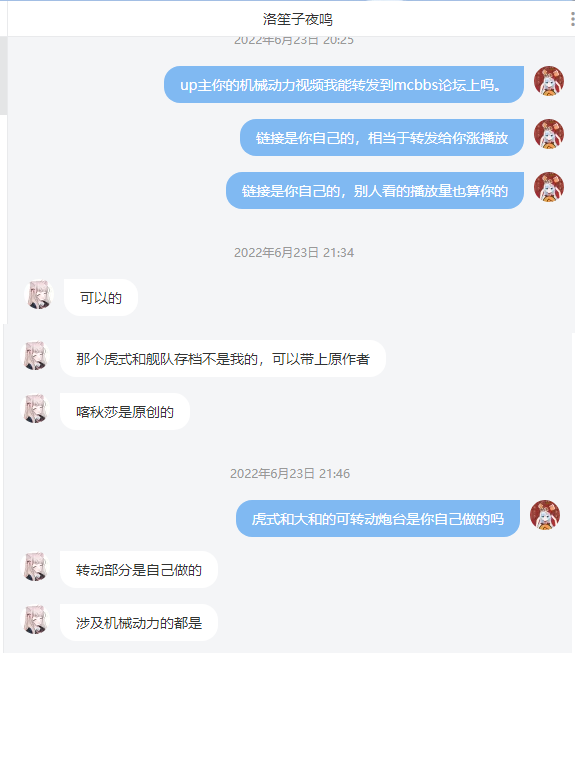 洛笙子夜鸣
2022年6月23日 20:25
up主你的机械动力视频我能转发到mcbbs论坛上吗。
链接是你自己的，相当于转发给你涨播放
链接是你自己的，别人看的播放量也算你的
2022年6月23日 21:34
可以的
那个虎式和舰队存档不是我的，可以带上原作者
喀秋莎是原创的
2022年6月23日 21:46
虎式和大和的可转动炮台是你自己做的吗
转动部分是自己做的
涉及机械动力的都是